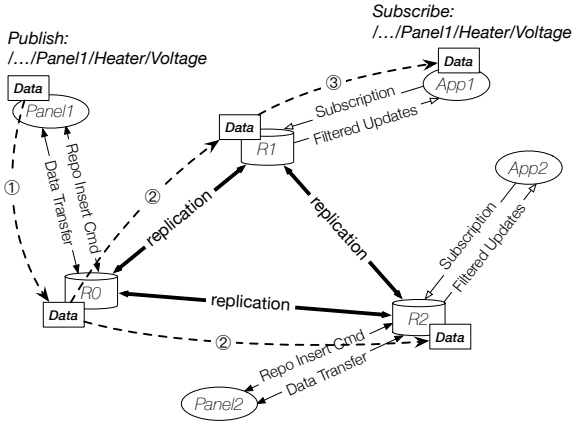 Publish:
/…/Panel1/Heater/Voltage
Subscribe:
/…/Panel1/Heater/Voltage
Data
Panel1
Data
App1
③
Subscription
Filtered Updates
Data
R1
①
Repo Insert Cmd
Data Transfer
②
replication
replication
App2
Subscription
Filtered Updates
R0
Data
replication
R2
Data
②
Repo Insert Cmd
Data Transfer
Panel2